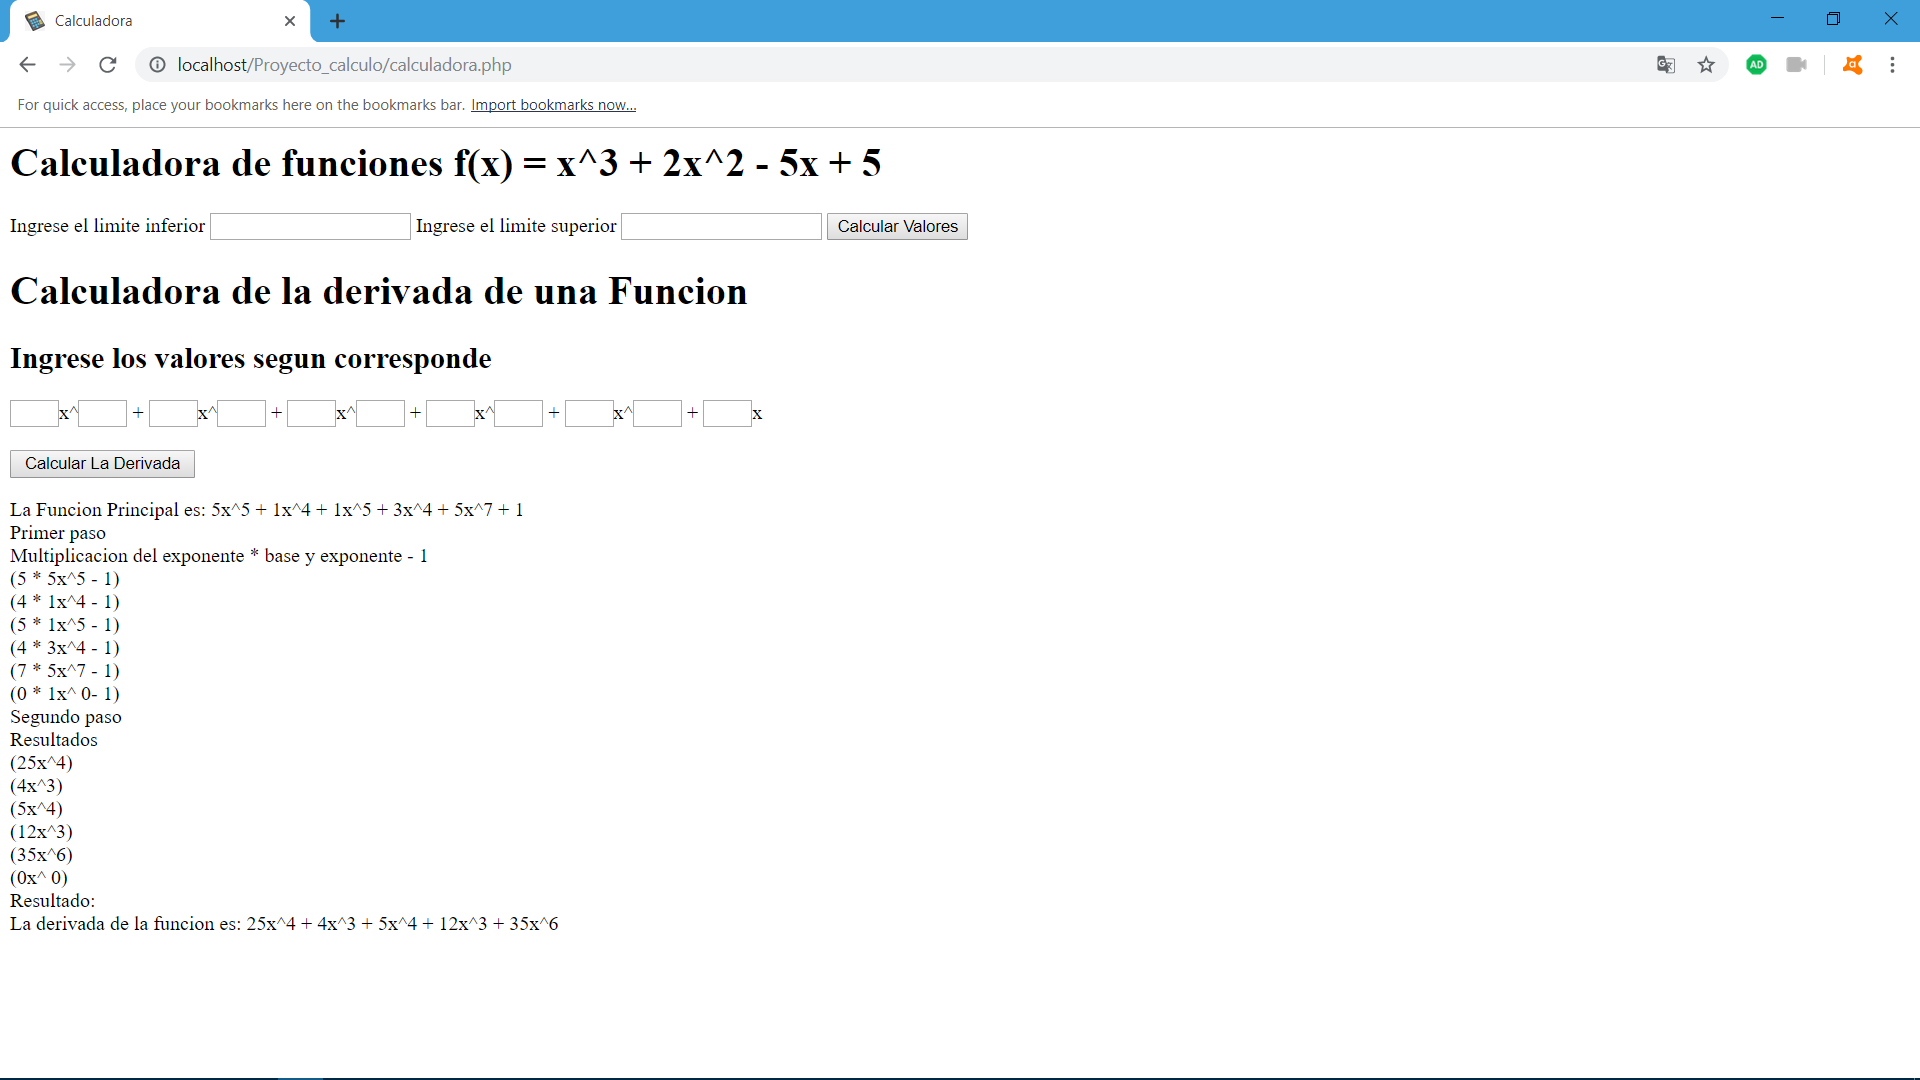 Calculadora
localhost/Proyecto_calculo/calculadora.php
AD
For quick access, place your bookmarks here on the bookmarks bar. Import bookmarks now...
Calculadora de funciones f(x) = x^3 + 2x^2 - 5x + 5
Ingrese el limite inferior Ingrese el limite superior Calcular Valores
Calculadora de la derivada de una Funcion
Ingrese los valores segun corresponde
x^ + x^ + x^ + x^ + x^ + x
Calcular La Derivada
La Funcion Principal es: 5x^5 + 1x^4 + 1x^5 + 3x^4 + 5x^7 + 1
Primer paso
Multiplicacion del exponente * base y exponente - 1
(5 * 5x^5 - 1)
(4 * 1x^4 - 1)
(5 * 1x^5 - 1)
(4 * 3x^4 - 1)
(7 * 5x^7 - 1)
(0 * 1x^ 0- 1)
Segundo paso
Resultados
(25x^4)
(4x^3)
(5x^4)
(12x^3)
(35x^6)
(0x^ 0)
Resultado:
La derivada de la funcion es: 25x^4 + 4x^3 + 5x^4 + 12x^3 + 35x^6